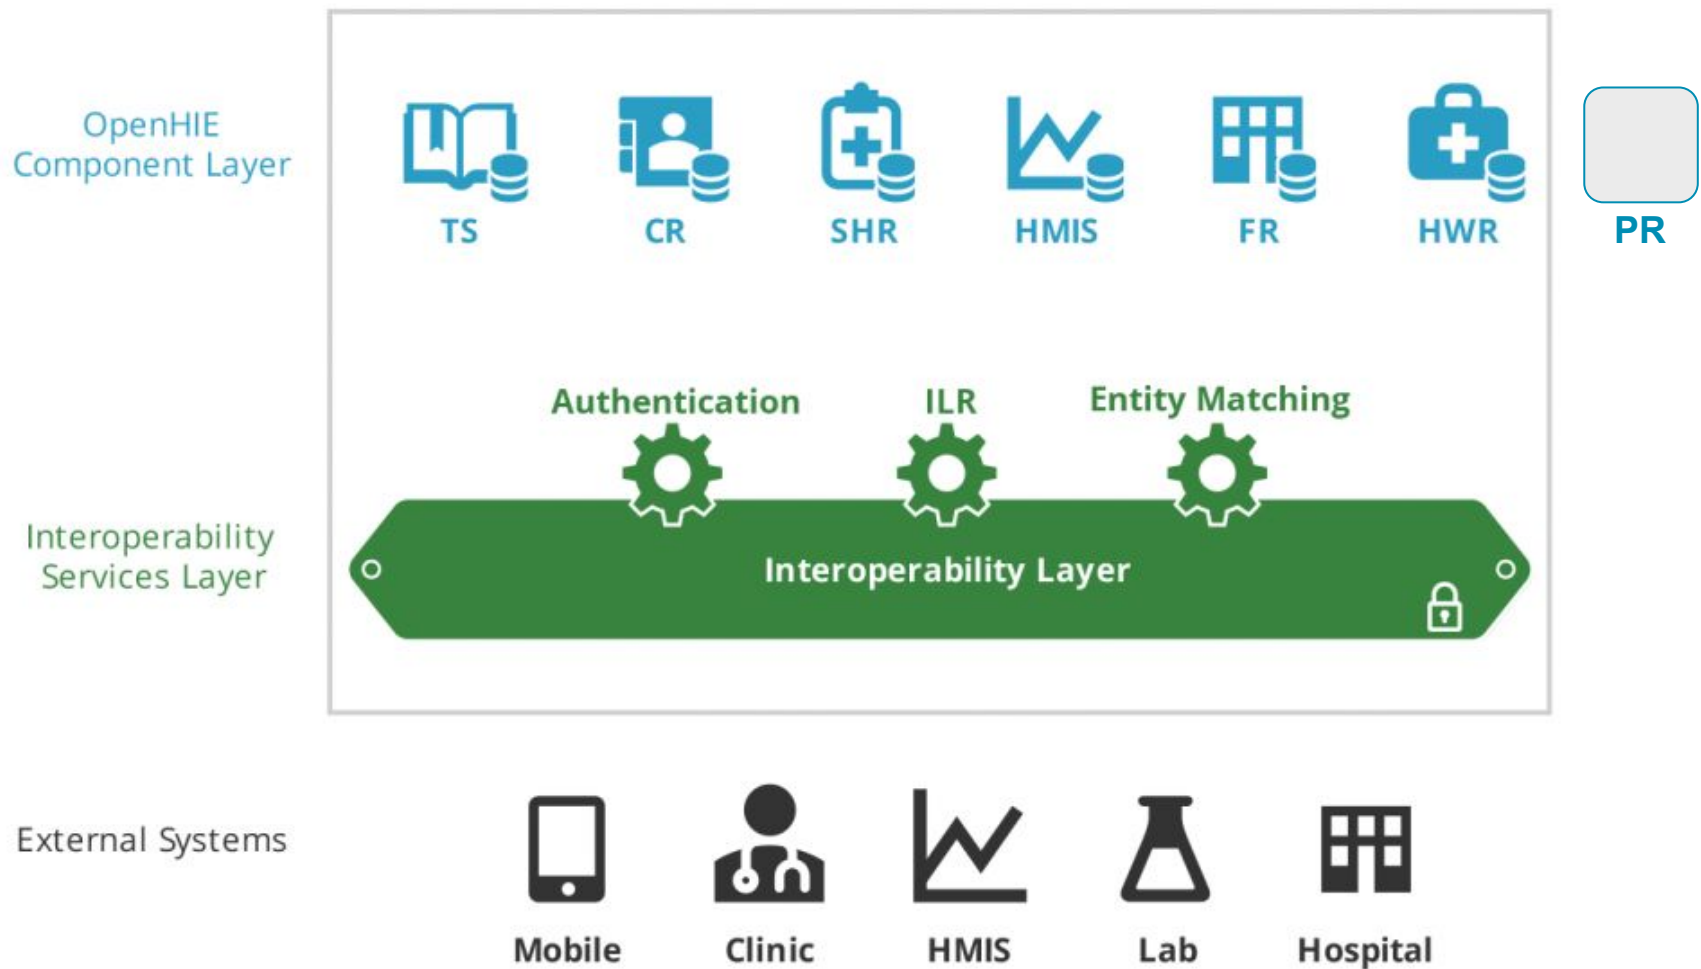 OpenHIE
Component Layer
TS
CR
SHR
HMIS
FR
HWR
PR
Authentication
ILR
Entity Matching
Interoperability
Services Layer
Interoperability Layer
External Systems
Mobile
Clinic
HMIS
Lab
Hospital